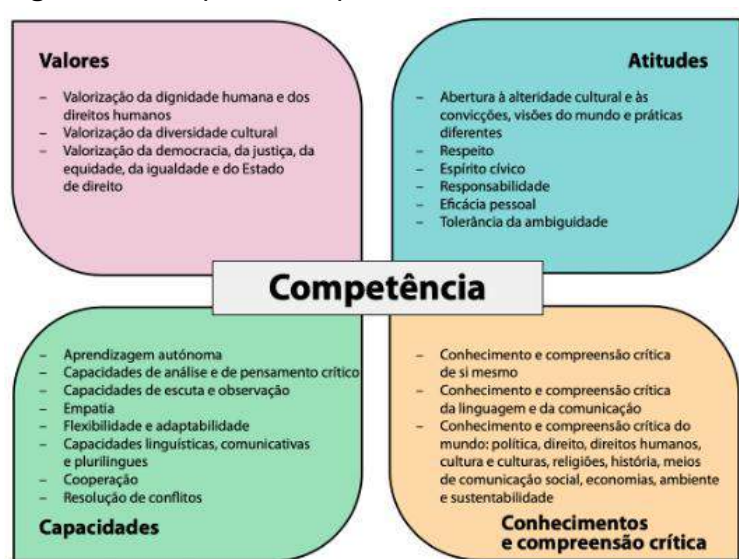 Valores
– Valorização da dignidade humana e dos
direitos humanos
– Valorização da diversidade cultural
– Valorização da democracia, da justiça, da
equidade, da igualdade e do Estado
de direito
Atitudes
– Abertura à alteridade cultural e às
convicções, visões do mundo e práticas
diferentes
– Respeito
– Espírito cívico
– Responsabilidade
– Eficácia pessoal
– Tolerância da ambiguidade
Competência
– Aprendizagem autónoma
– Capacidades de análise e de pensamento crítico
– Capacidades de escuta e observação
– Empatia
– Flexibilidade e adaptabilidade
– Capacidades linguísticas, comunicativas
e plurilingues
– Cooperação
– Resolução de conflitos
Capacidades
– Conhecimento e compreensão crítica
de si mesmo
– Conhecimento e compreensão crítica
da linguagem e da comunicação
– Conhecimento e compreensão crítica do
mundo: política, direito, direitos humanos,
cultura e culturas, religiões, história, meios
de comunicação social, economias, ambiente
e sustentabilidade
Conhecimentos
e compreensão crítica